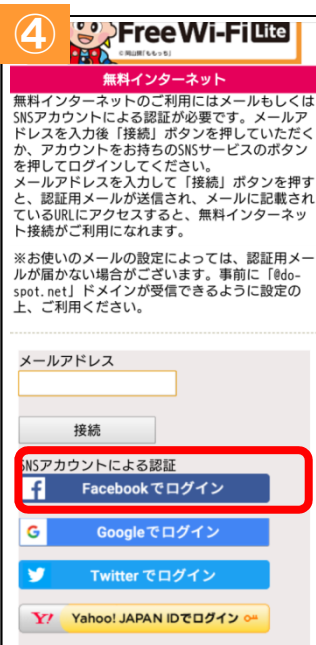 ④
Free Wi-Fi Lite
©岡山県「ももっち」
無料インターネット
無料インターネットのご利用にはメールもしくは
SNSアカウントによる認証が必要です。メールア
ドレスを入力後「接続」ボタンを押していただく
か、アカウントをお持ちのSNSサービスのボタン
を押してログインしてください。
メールアドレスを入力して「接続」ボタンを押す
と、認証用メールが送信され、メールに記載され
ているURLにアクセスすると、無料インターネッ
ト接続がご利用になれます。
※お使いのメールの設定によっては、認証用メー
ルが届かない場合がございます。事前に「@do-
spot.net」ドメインが受信できるように設定の
上、ご利用ください。
メールアドレス
接続
SNSアカウントによる認証
f Facebookでログイン
G Googleでログイン
Twitterでログイン
Y! Yahoo! JAPAN IDでログイン